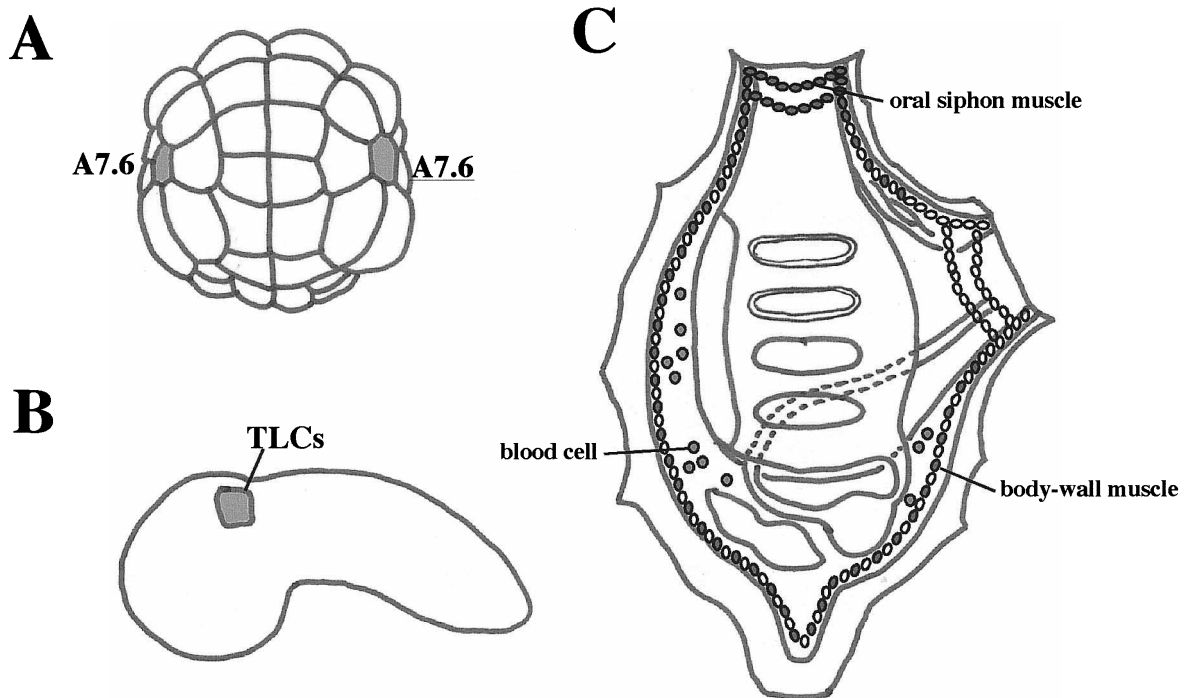 A
C
oral siphon muscle
A7.6
A7.6
B
TLCs
blood cell
body-wall muscle